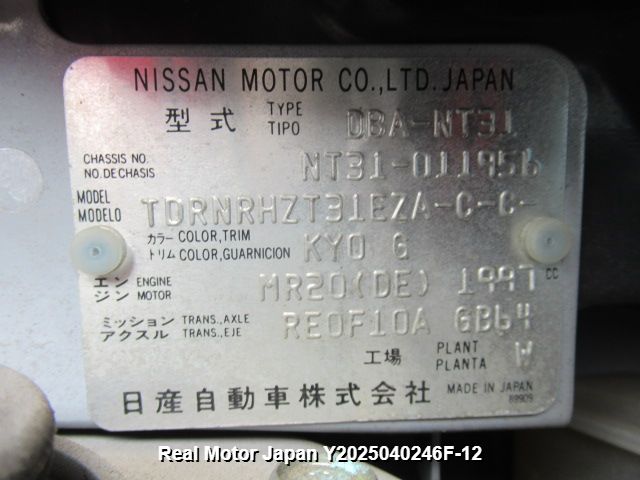 NISSAN MOTOR CO.,LTD.JAPAN
型式 TYPE TIPO DBA-NT31
CHASSIS NO. NO.DE CHASIS NT31-011956
MODEL MODELO TDRNRHZT31EZA-C-C-
カラー COLOR,TRIM トリム COLOR,GUARNICION KY0 G
エンジン ENGINE MOTOR MR20(DE) 1997 CC
ミッション TRANS.,AXLE アクスル TRANS.,EJE RE0F10A GB64
工場 PLANT PLANTA W
日産自動車株式会社 MADE IN JAPAN
89909
Real Motor Japan Y2025040246F-12